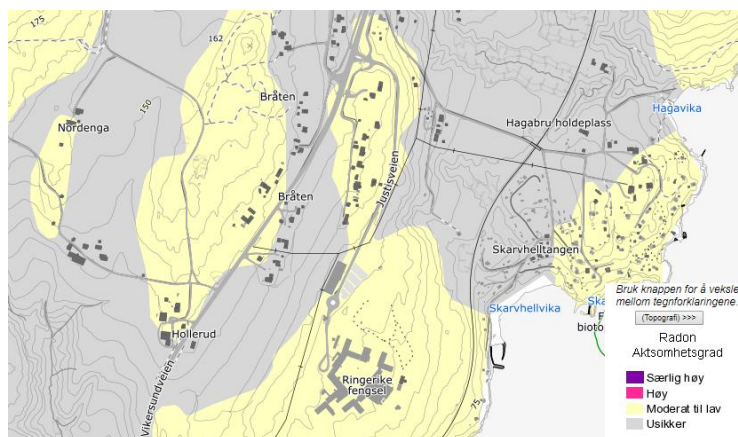 175
162
150
Bråten
Nordenga
Hagavika
Hagabru holdeplass
Bråten
Justisveien
Skarvhelltangen
Skarvhellvika
Hollerud
Vikersundveien
Ringerike
fengsel
75
Bruk knappen for å veksle
mellom tegnforklaringene.
(Topografi) >>>
Radon
Aktsomhetsgrad
Særlig høy
Høy
Moderat til lav
Usikker